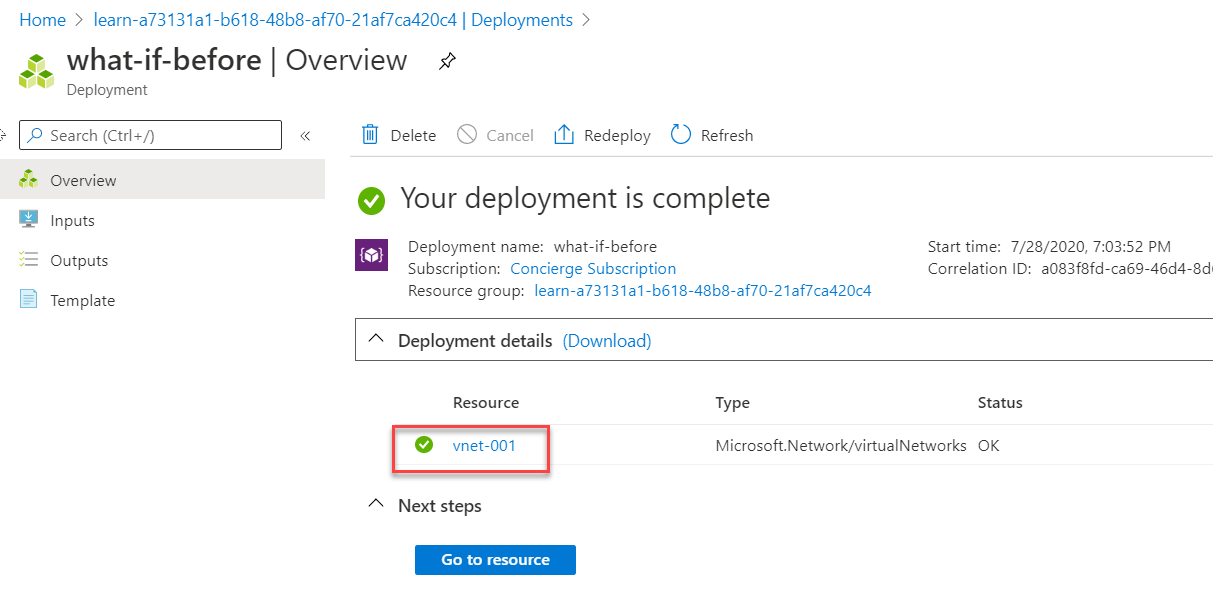 Home > learn-a73131a1-b618-48b8-af70-21af7ca420c4 | Deployments >
what-if-before | Overview
Deployment
Search (Ctrl+/)
«
Overview
Inputs
Outputs
Template
Delete Cancel Redeploy Refresh
Your deployment is complete
Deployment name: what-if-before
Subscription: Concierge Subscription
Resource group: learn-a73131a1-b618-48b8-af70-21af7ca420c4
Start time: 7/28/2020, 7:03:52 PM
Correlation ID: a083f8fd-ca69-46d4-8d
Deployment details (Download)
Resource Type Status
vnet-001 Microsoft.Network/virtualNetworks OK
Next steps
Go to resource